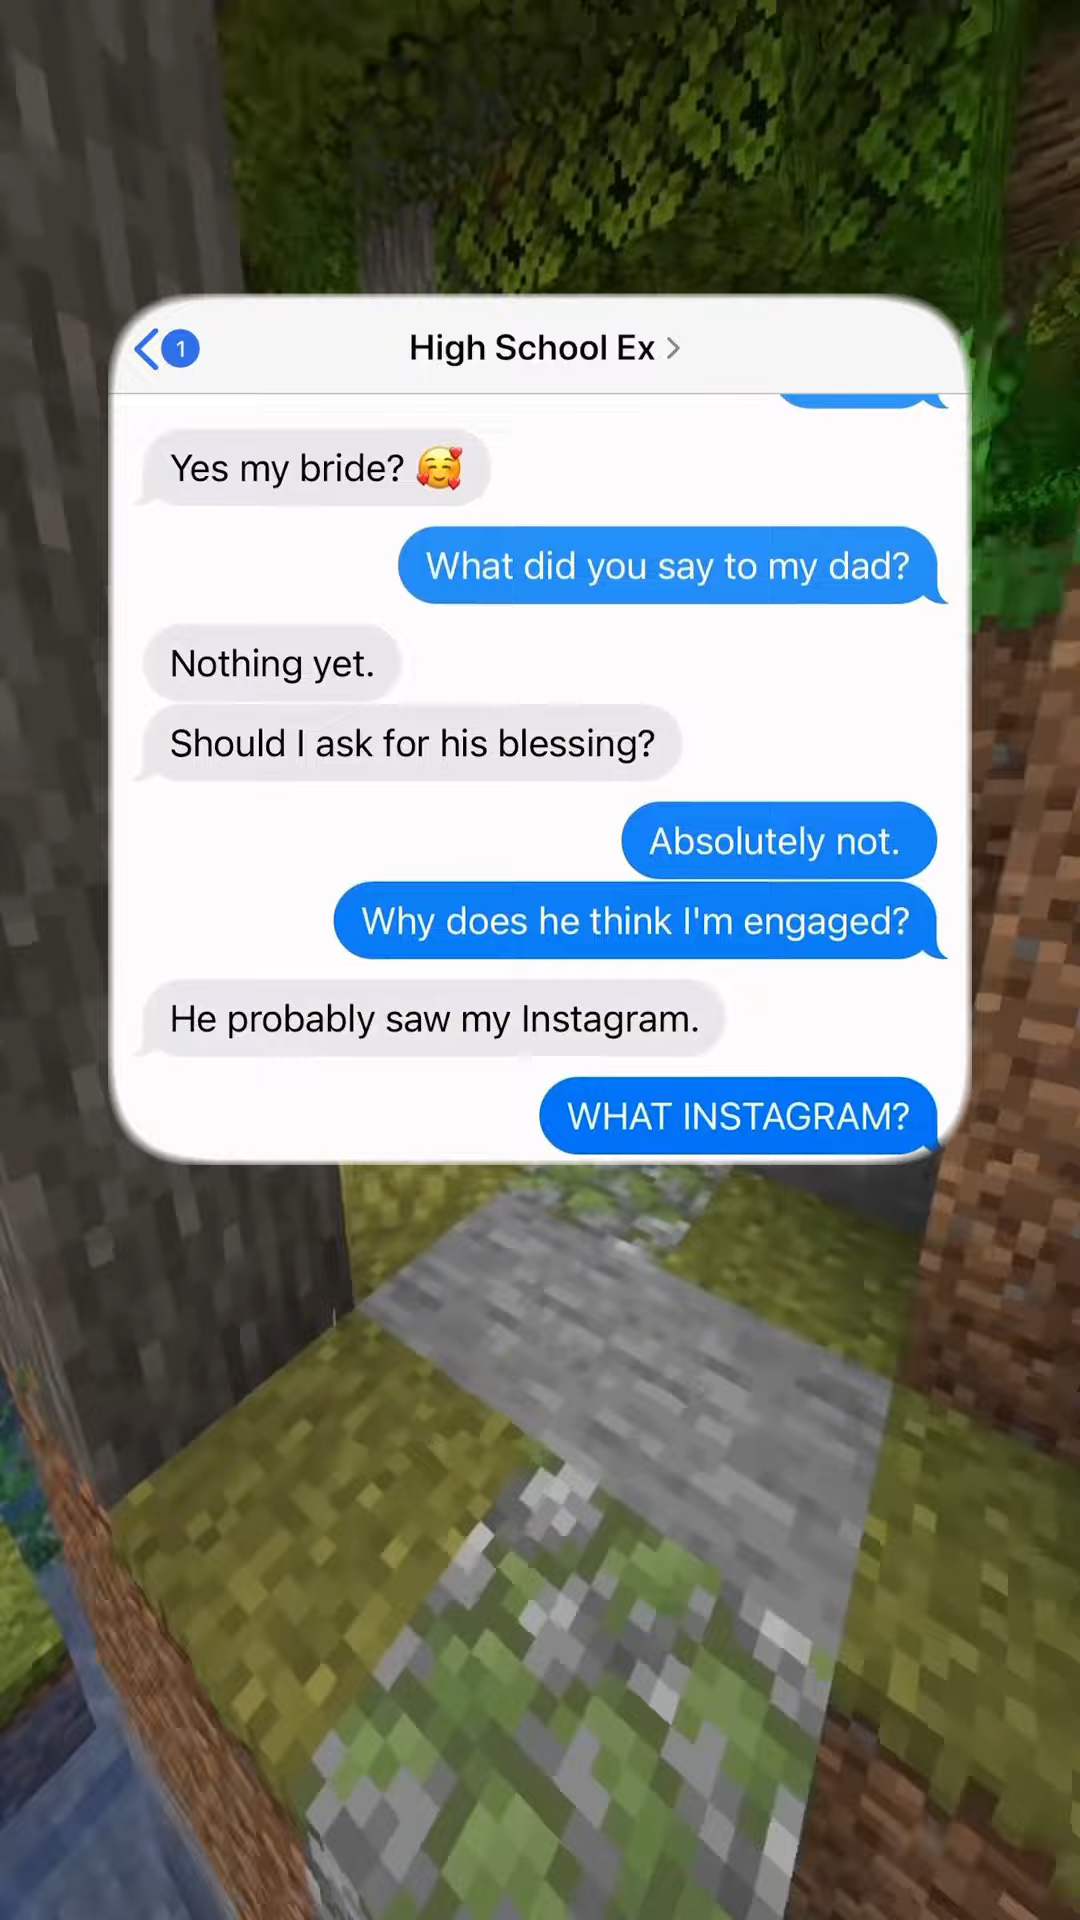 1
High School Ex
Yes my bride? 🥰
What did you say to my dad?
Nothing yet.
Should I ask for his blessing?
Absolutely not.
Why does he think I'm engaged?
He probably saw my Instagram.
WHAT INSTAGRAM?